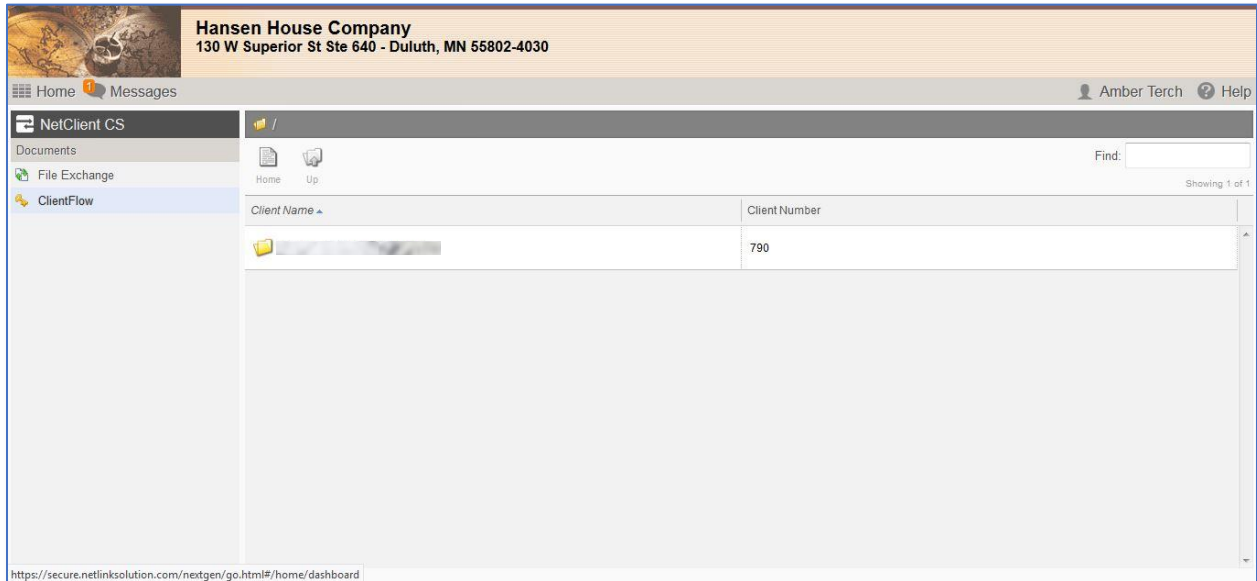 Hansen House Company
130 W Superior St Ste 640 - Duluth, MN 55802-4030
Home 1 Messages Amber Terch Help
NetClient CS /
Documents
File Exchange
ClientFlow
Home Up
Find:
Showing 1 of 1
Client Name Client Number
790
https://secure.netlinksolution.com/nextgen/go.html#/home/dashboard